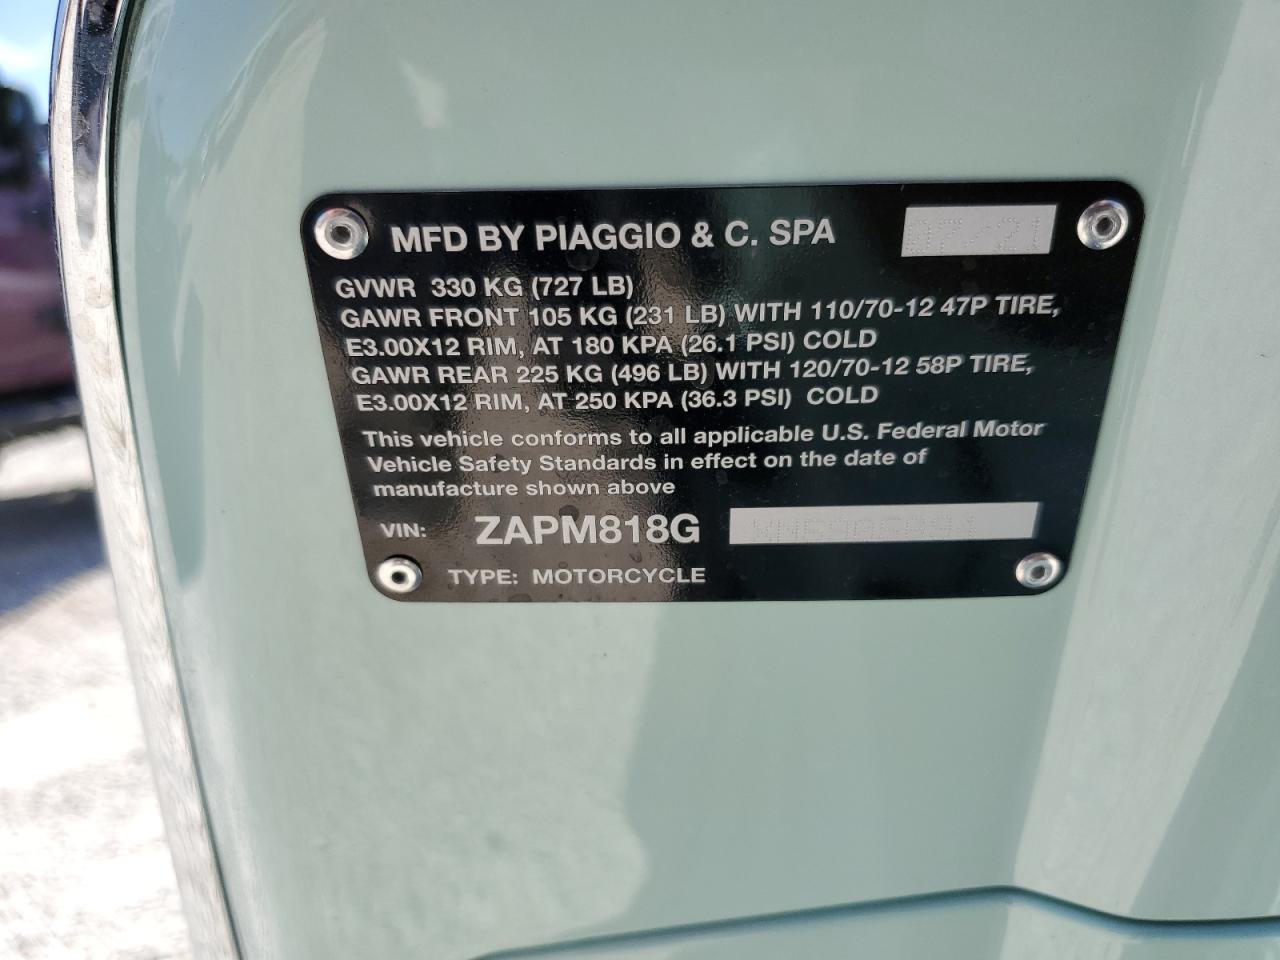 MFD BY PIAGGIO & C. SPA 07/21
GVWR 330 KG (727 LB)
GAWR FRONT 105 KG (231 LB) WITH 110/70-12 47P TIRE,
E3.00X12 RIM, AT 180 KPA (26.1 PSI) COLD
GAWR REAR 225 KG (496 LB) WITH 120/70-12 58P TIRE,
E3.00X12 RIM, AT 250 KPA (36.3 PSI) COLD
This vehicle conforms to all applicable U.S. Federal Motor
Vehicle Safety Standards in effect on the date of
manufacture shown above
VIN: ZAPM818G
TYPE: MOTORCYCLE